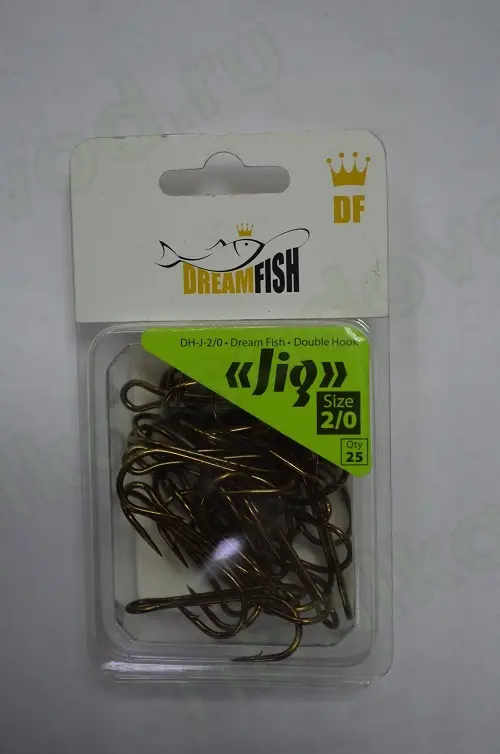 DF
DREAMFISH
DH-J-2/0 • Dream Fish • Double Hook
«Jig»
Size
2/0
Qty
25